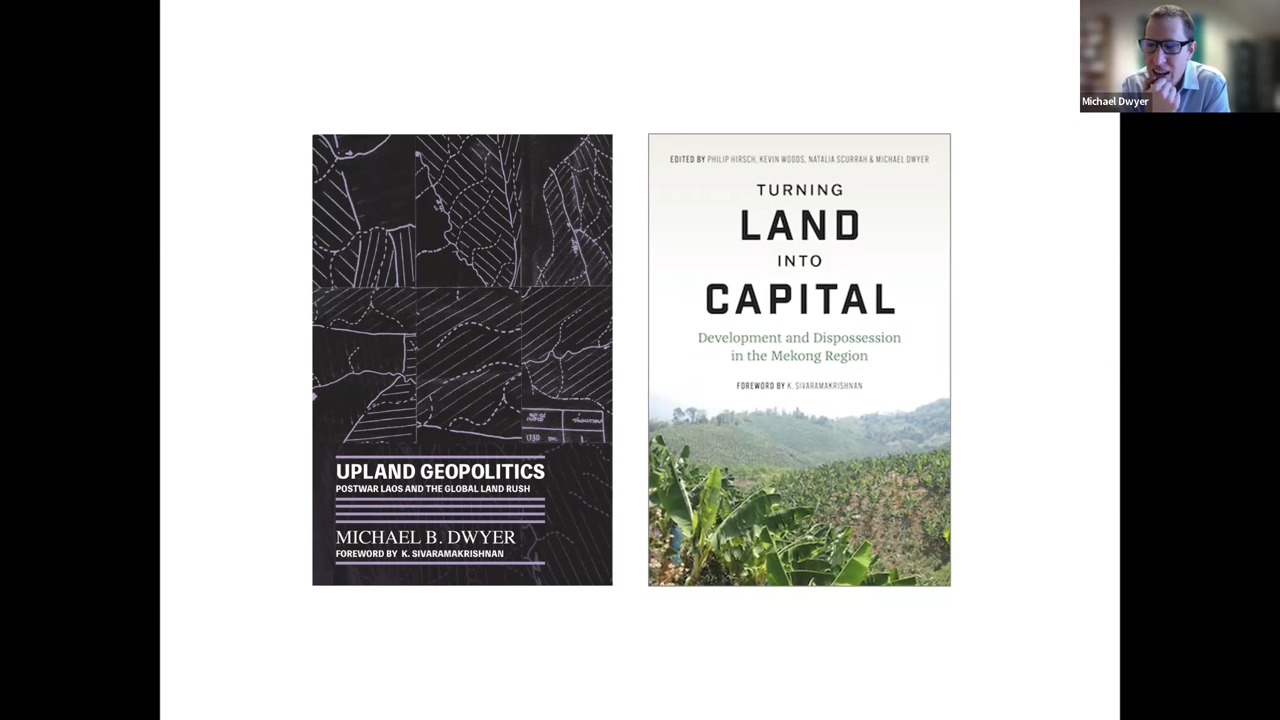 Michael Dwyer
UPLAND GEOPOLITICS
POSTWAR LAOS AND THE GLOBAL LAND RUSH
MICHAEL B. DWYER
FOREWORD BY K. SIVARAMAKRISHNAN
EDITED BY PHILIP HIRSCH, KEVIN WOODS, NATALIA SCURRAH & MICHAEL DWYER
TURNING
LAND
INTO
CAPITAL
Development and Dispossession
in the Mekong Region
FOREWORD BY K. SIVARAMAKRISHNAN